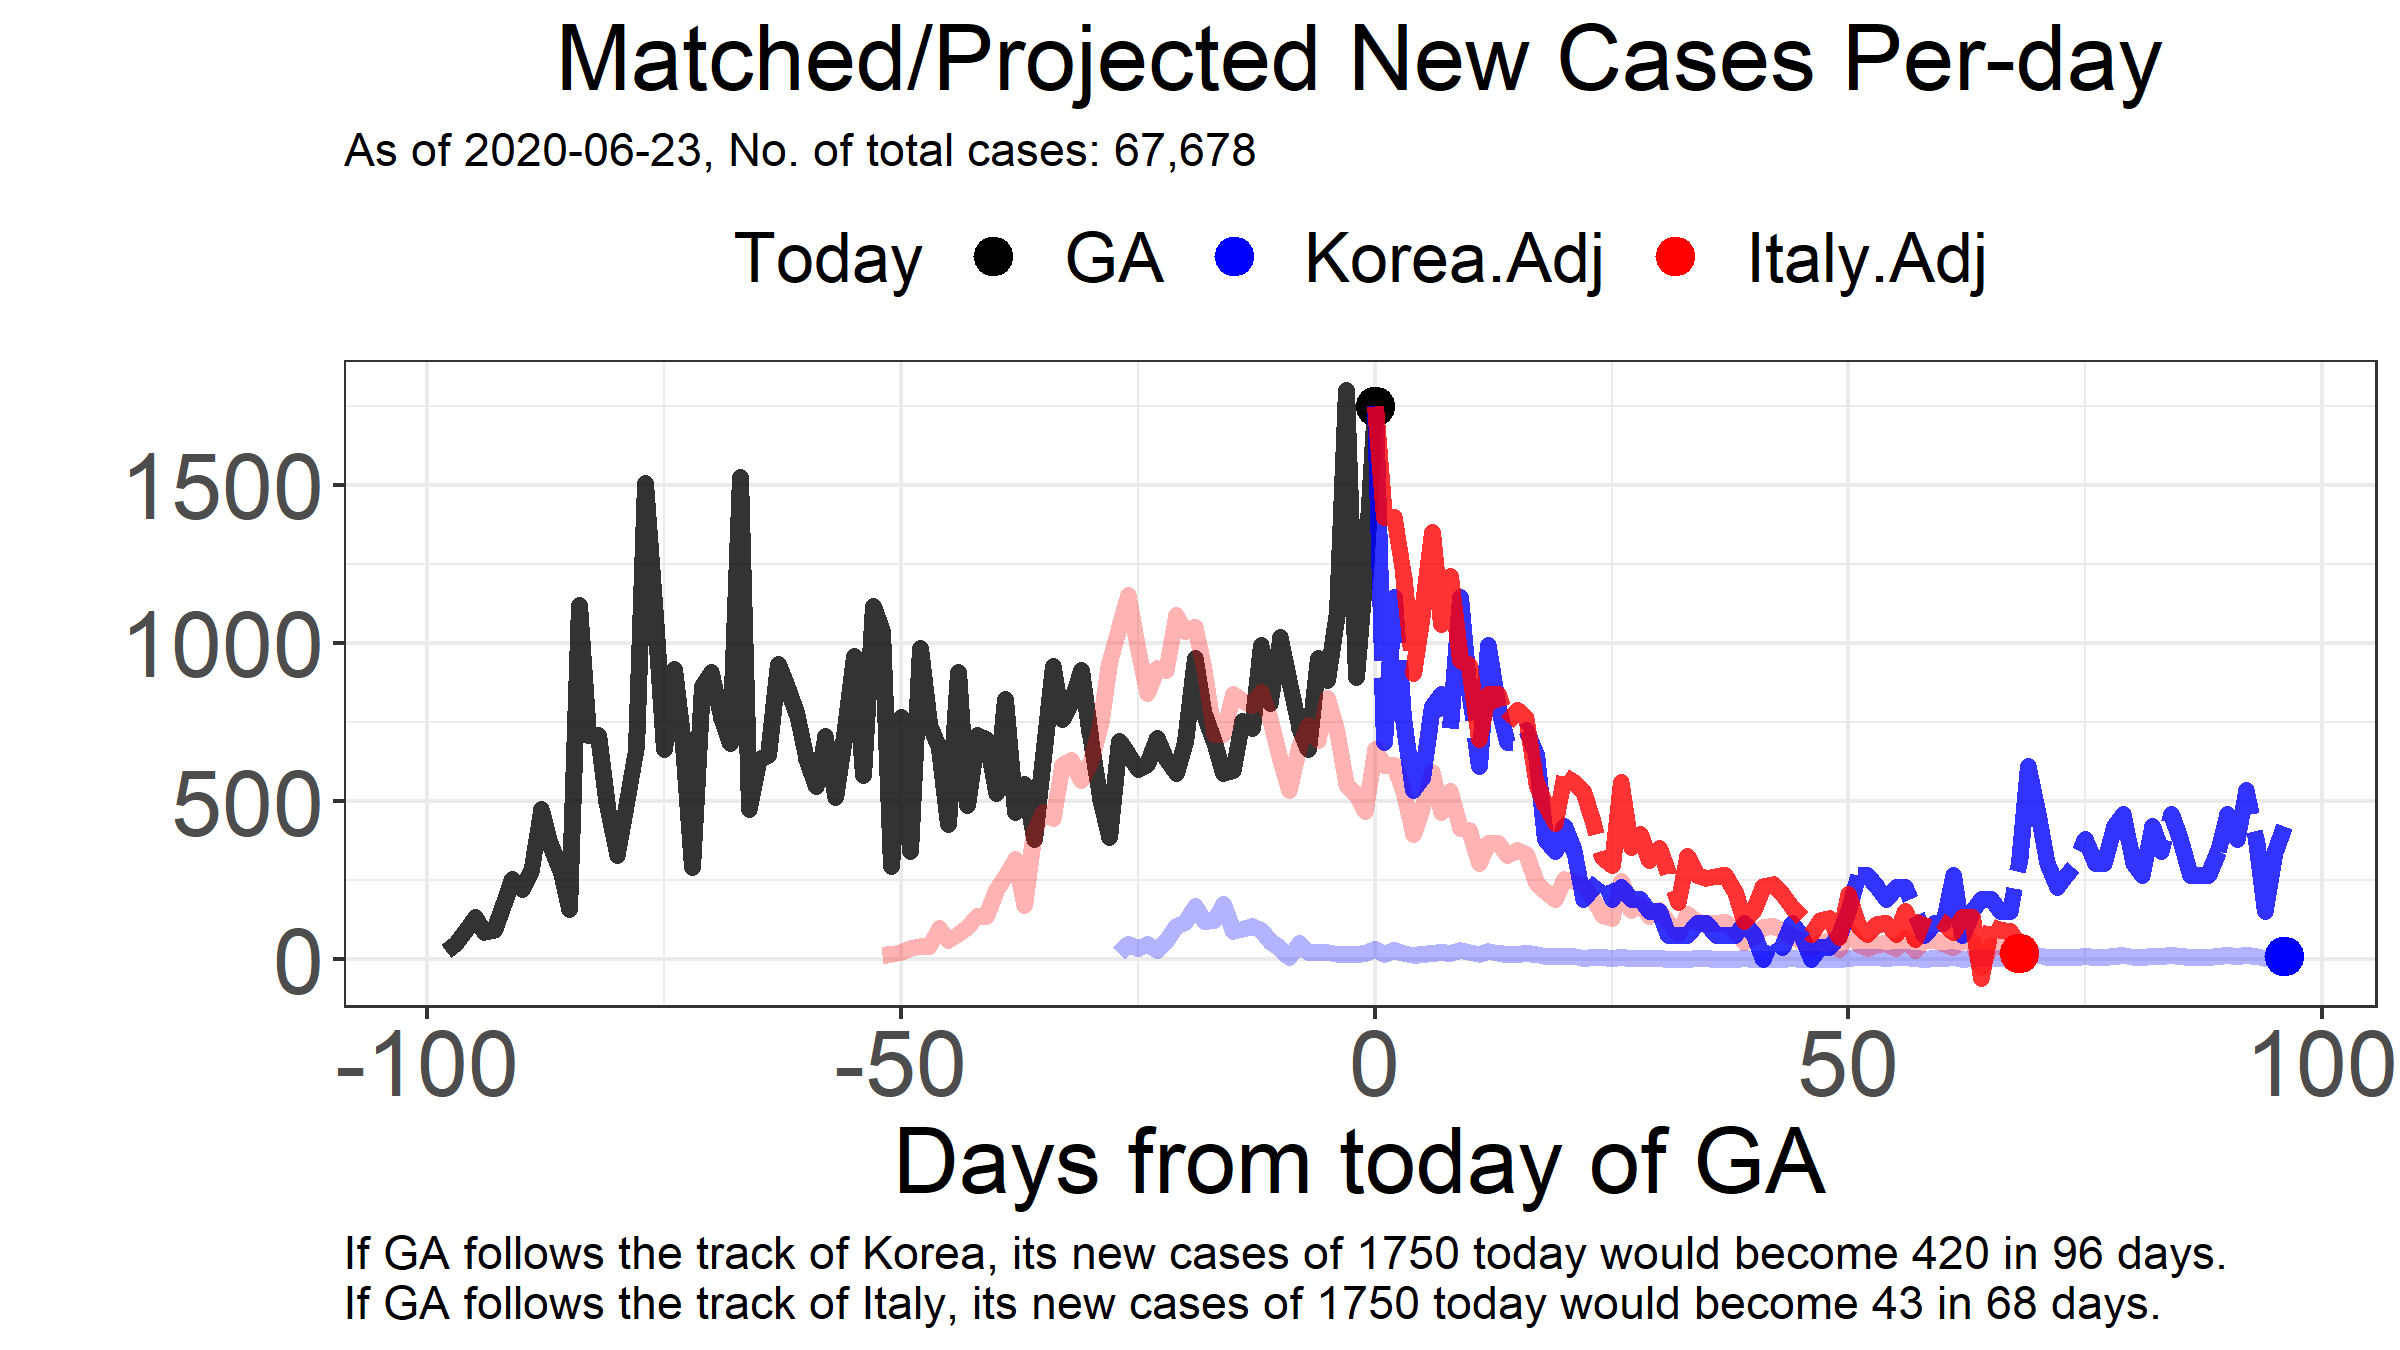 Matched/Projected New Cases Per-day
As of 2020-06-23, No. of total cases: 67,678
Today GA Korea.Adj Italy.Adj
1500
1000
500
0
-100 -50 0 50 100
Days from today of GA
If GA follows the track of Korea, its new cases of 1750 today would become 420 in 96 days.
If GA follows the track of Italy, its new cases of 1750 today would become 43 in 68 days.